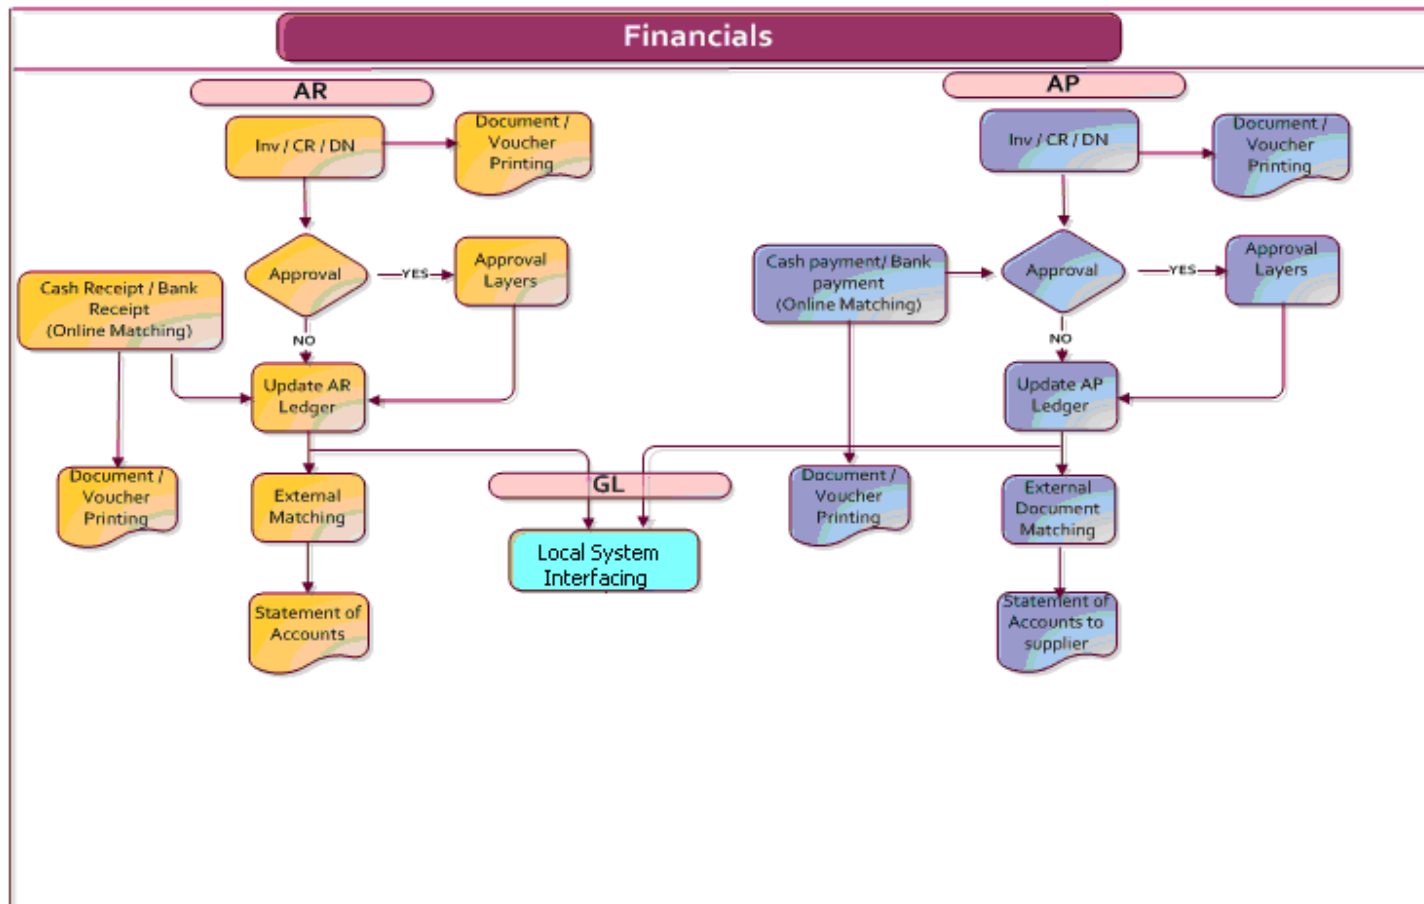 Financials
AR
Inv / CR / DN
Document /
Voucher
Printing
Approval
YES
Approval
Layers
Cash Receipt / Bank
Receipt
(Online Matching)
NO
Update AR
Ledger
Document /
Voucher
Printing
External
Matching
Statement of
Accounts
GL
Local System
Interfacing
AP
Inv / CR / DN
Document /
Voucher
Printing
Cash payment/ Bank
payment
(Online Matching)
Approval
YES
Approval
Layers
NO
Update AP
Ledger
Document /
Voucher
Printing
External
Document
Matching
Statement of
Accounts to
supplier